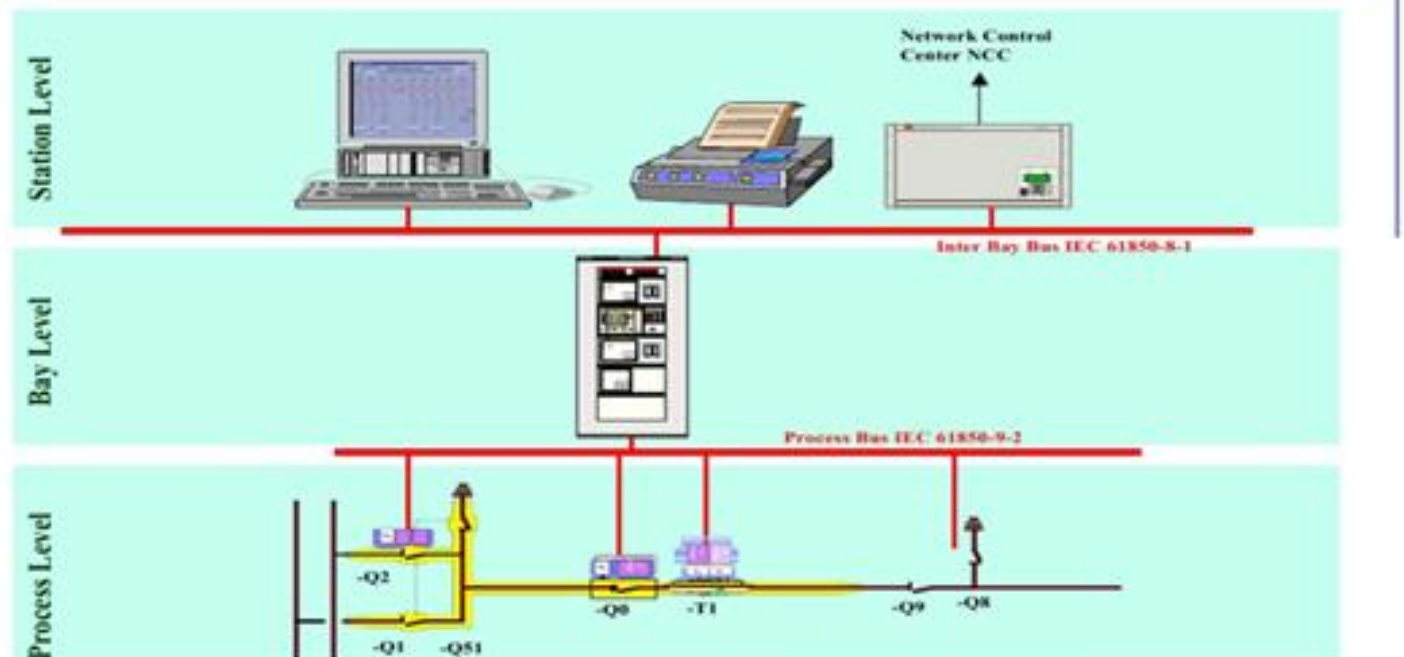 Station Level
Network Control
Center NCC
Inter Bay Bus IEC 61850-8-1
Bay Level
Process Bus IEC 61850-9-2
Process Level
-Q2
-Q0
-T1
-Q9
-Q8
-Q1
-Q51